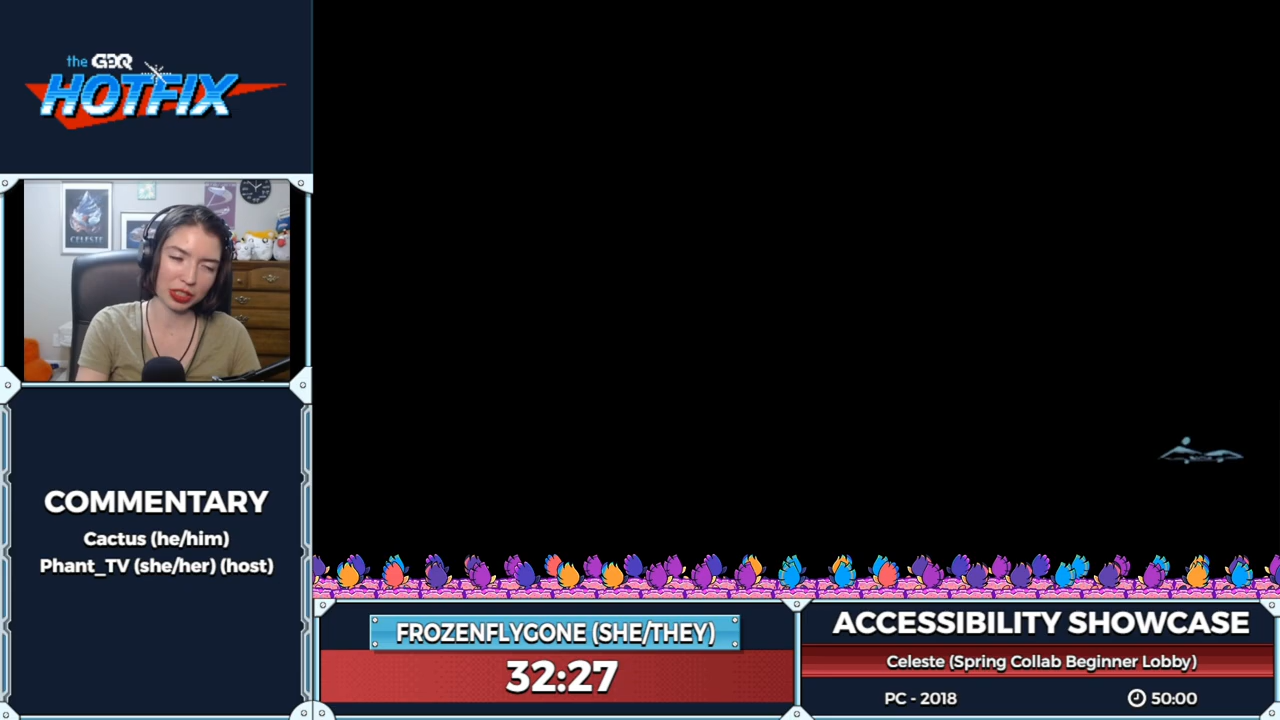 the GDQ
HOTFIX
CELESTE
COMMENTARY
Cactus (he/him)
Phant_TV (she/her) (host)
FROZENFLYGONE (SHE/THEY)
32:27
ACCESSIBILITY SHOWCASE
Celeste (Spring Collab Beginner Lobby)
PC - 2018
50:00